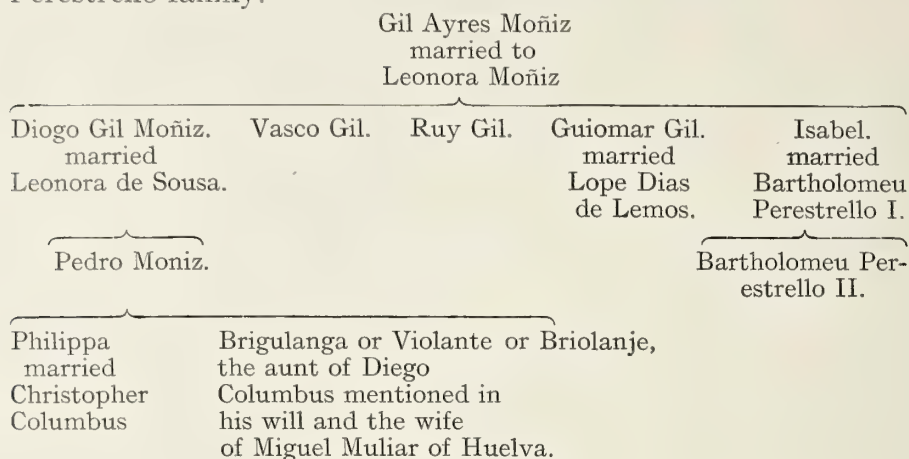 Perestrello family:
Gil Ayres Moñiz
married to
Leonora Moñiz
Diogo Gil Moñiz. Vasco Gil. Ruy Gil. Guiomar Gil. Isabel.
married married married
Leonora de Sousa. Lope Dias Bartholomeu
de Lemos. Perestrello I.
Pedro Moniz. Bartholomeu Per-
estrello II.
Philippa Brigulanga or Violante or Briolanje,
married the aunt of Diego
Christopher Columbus mentioned in
Columbus his will and the wife
of Miguel Muliar of Huelva.